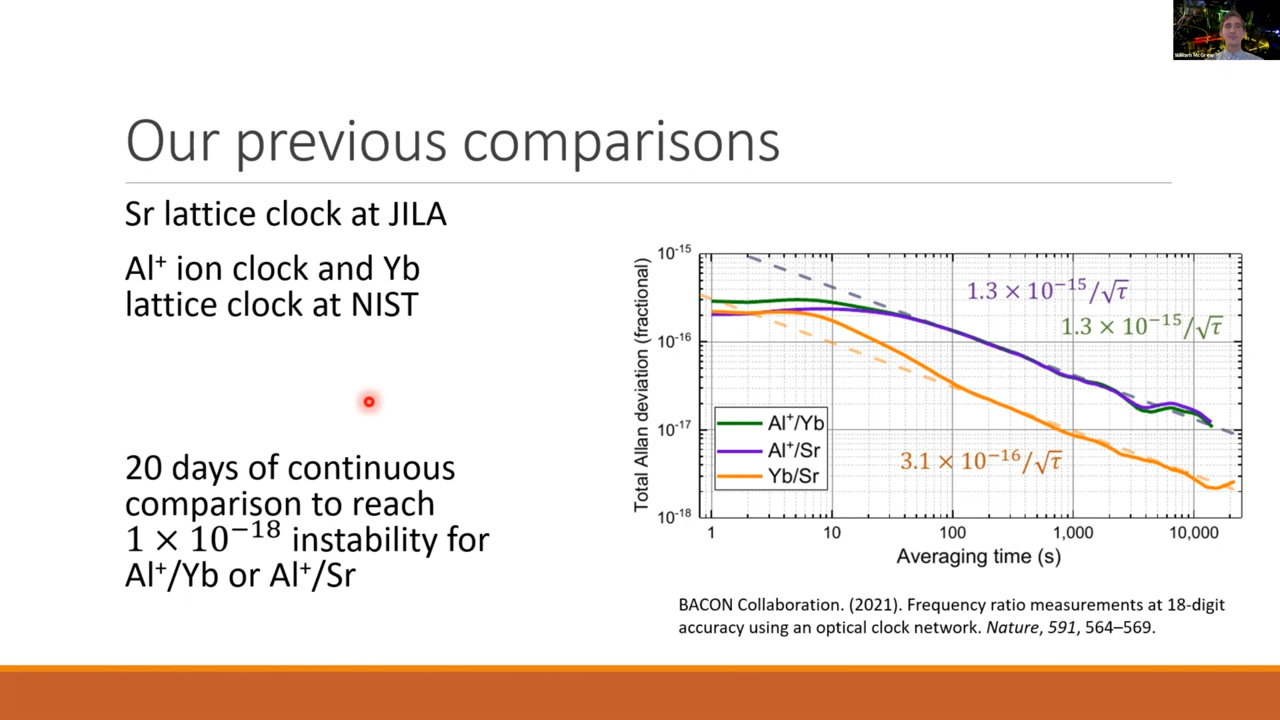 William McGrew
Our previous comparisons
Sr lattice clock at JILA
Al⁺ ion clock and Yb
lattice clock at NIST
20 days of continuous
comparison to reach
1 × 10⁻¹⁸ instability for
Al⁺/Yb or Al⁺/Sr
Total Allan deviation (fractional)
10⁻¹⁵
10⁻¹⁶
10⁻¹⁷
10⁻¹⁸
1.3 × 10⁻¹⁵/√τ
1.3 × 10⁻¹⁵/√τ
3.1 × 10⁻¹⁶/√τ
Al⁺/Yb
Al⁺/Sr
Yb/Sr
1 10 100 1,000 10,000
Averaging time (s)
BACON Collaboration. (2021). Frequency ratio measurements at 18-digit
accuracy using an optical clock network. Nature, 591, 564–569.